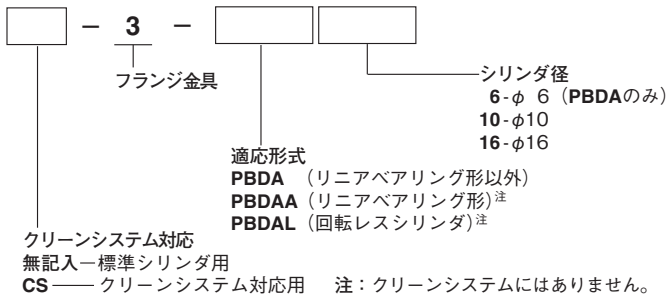 － 3 －
フランジ金具
シリンダ径
6-φ 6（PBDAのみ）
10-φ10
16-φ16
適応形式
PBDA （リニアベアリング形以外）
PBDAA（リニアベアリング形）注
PBDAL（回転レスシリンダ）注
クリーンシステム対応
無記入―標準シリンダ用
CS――クリーンシステム対応用 注：クリーンシステムにはありません。